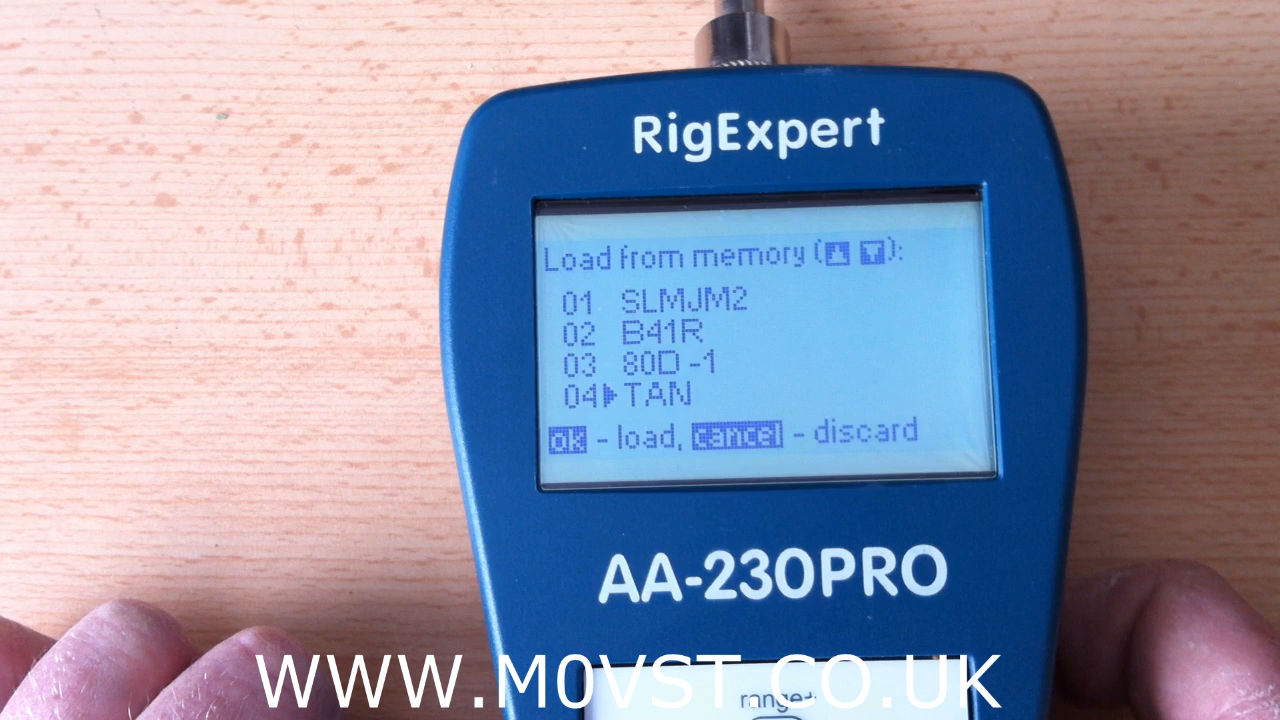 RigExpert
Load from memory ( ):
01 SLMJM2
02 B41R
03 80D -1
04 TAN
ok - load, cancel - discard
AA-230PRO
range+
WWW.M0VST.CO.UK